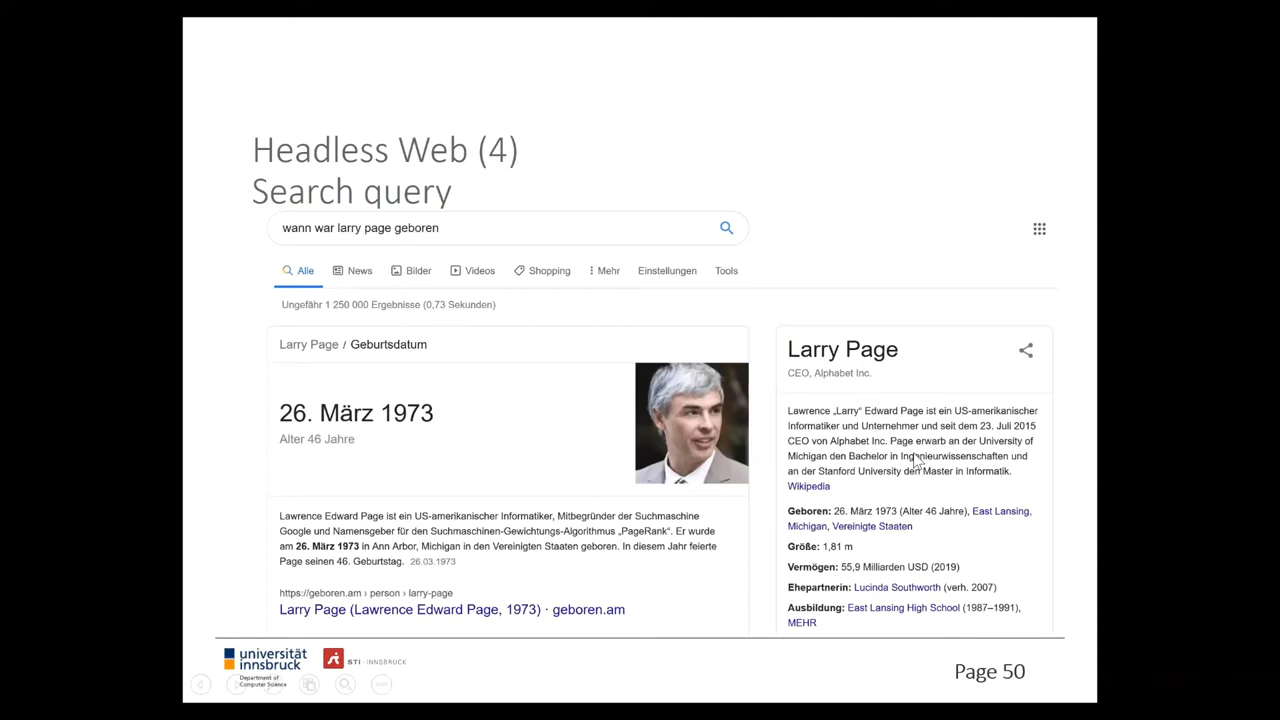 Headless Web (4)
Search query
wann war larry page geboren
Alle News Bilder Videos Shopping Mehr Einstellungen Tools
Ungefähr 1 250 000 Ergebnisse (0,73 Sekunden)
Larry Page / Geburtsdatum
26. März 1973
Alter 46 Jahre
Lawrence Edward Page ist ein US-amerikanischer Informatiker, Mitbegründer der Suchmaschine
Google und Namensgeber für den Suchmaschinen-Gewichtungs-Algorithmus „PageRank“. Er wurde
am 26. März 1973 in Ann Arbor, Michigan in den Vereinigten Staaten geboren. In diesem Jahr feierte
Page seinen 46. Geburtstag. 26.03.1973
https://geboren.am › person › larry-page
Larry Page (Lawrence Edward Page, 1973) · geboren.am
Larry Page
CEO, Alphabet Inc.
Lawrence „Larry“ Edward Page ist ein US-amerikanischer
Informatiker und Unternehmer und seit dem 23. Juli 2015
CEO von Alphabet Inc. Page erwarb an der University of
Michigan den Bachelor in Ingenieurwissenschaften und
an der Stanford University den Master in Informatik.
Wikipedia
Geboren: 26. März 1973 (Alter 46 Jahre), East Lansing,
Michigan, Vereinigte Staaten
Größe: 1,81 m
Vermögen: 55,9 Milliarden USD (2019)
Ehepartnerin: Lucinda Southworth (verh. 2007)
Ausbildung: East Lansing High School (1987–1991),
MEHR
universität
innsbruck
Department of
Computer Science
STI · INNSBRUCK
Page 50